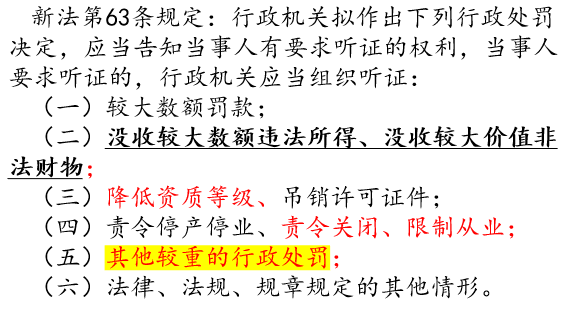 新法第63条规定：行政机关拟作出下列行政处罚
决定，应当告知当事人有要求听证的权利，当事人
要求听证的，行政机关应当组织听证：
（一）较大数额罚款；
（二）没收较大数额违法所得、没收较大价值非
法财物；
（三）降低资质等级、吊销许可证件；
（四）责令停产停业、责令关闭、限制从业；
（五）其他较重的行政处罚；
（六）法律、法规、规章规定的其他情形。